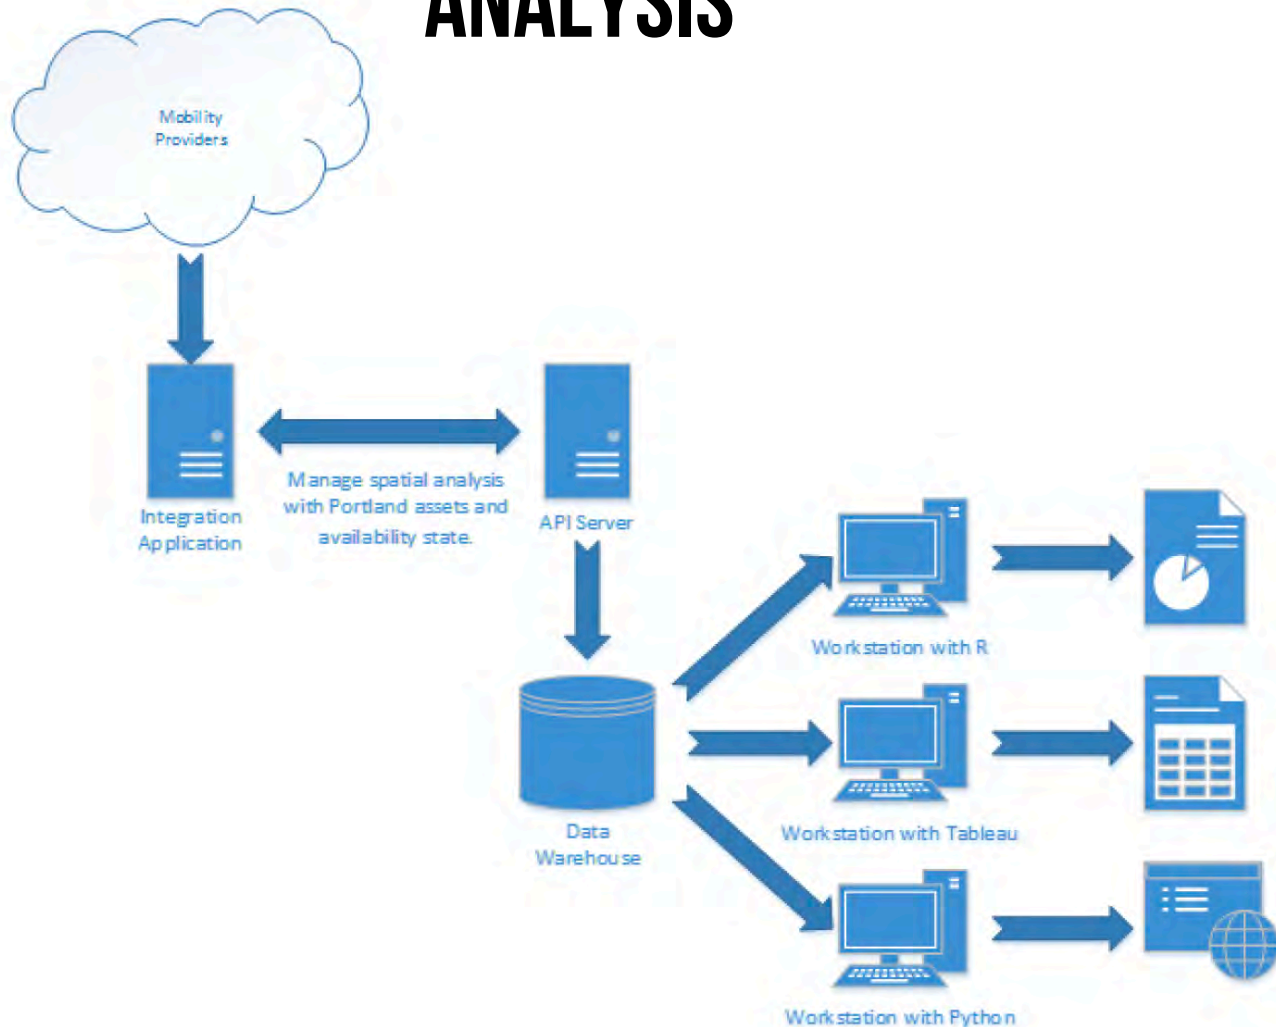 ANALYSIS
Mobility
Providers
Manage spatial analysis
with Portland assets and
availability state.
Integration
Application
API Server
Workstation with R
Data
Warehouse
Workstation with Tableau
Workstation with Python